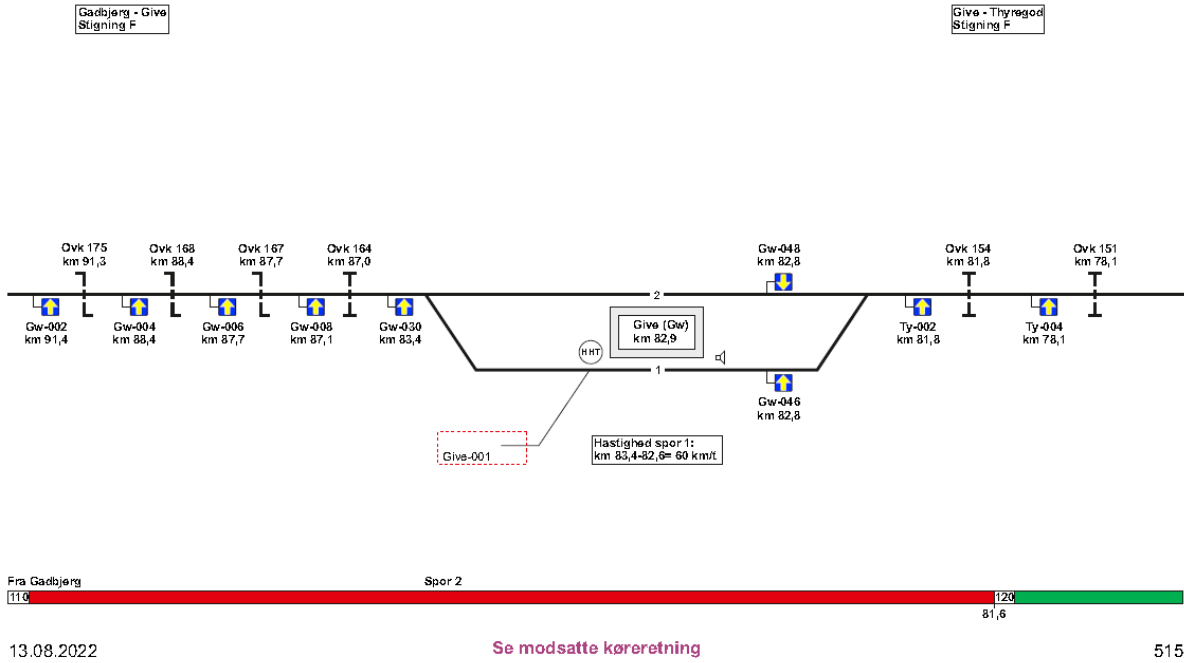 Gadbjerg - Give
Stigning F
Give - Thyregod
Stigning F
Ovk 175
km 91,3
Ovk 168
km 88,4
Ovk 167
km 87,7
Ovk 164
km 87,0
Gw-048
km 82,8
Ovk 154
km 81,8
Ovk 151
km 78,1
2
Gw-002
km 91,4
Gw-004
km 88,4
Gw-006
km 87,7
Gw-008
km 87,1
Gw-030
km 83,4
Give (Gw)
km 82,9
Ty-002
km 81,8
Ty-004
km 78,1
HHT
1
Gw-046
km 82,8
Give-001
Hastighed spor 1:
km 83,4-82,6= 60 km/t.
Fra Gadbjerg
Spor 2
110
120
81,6
13.08.2022
Se modsatte køreretning
515